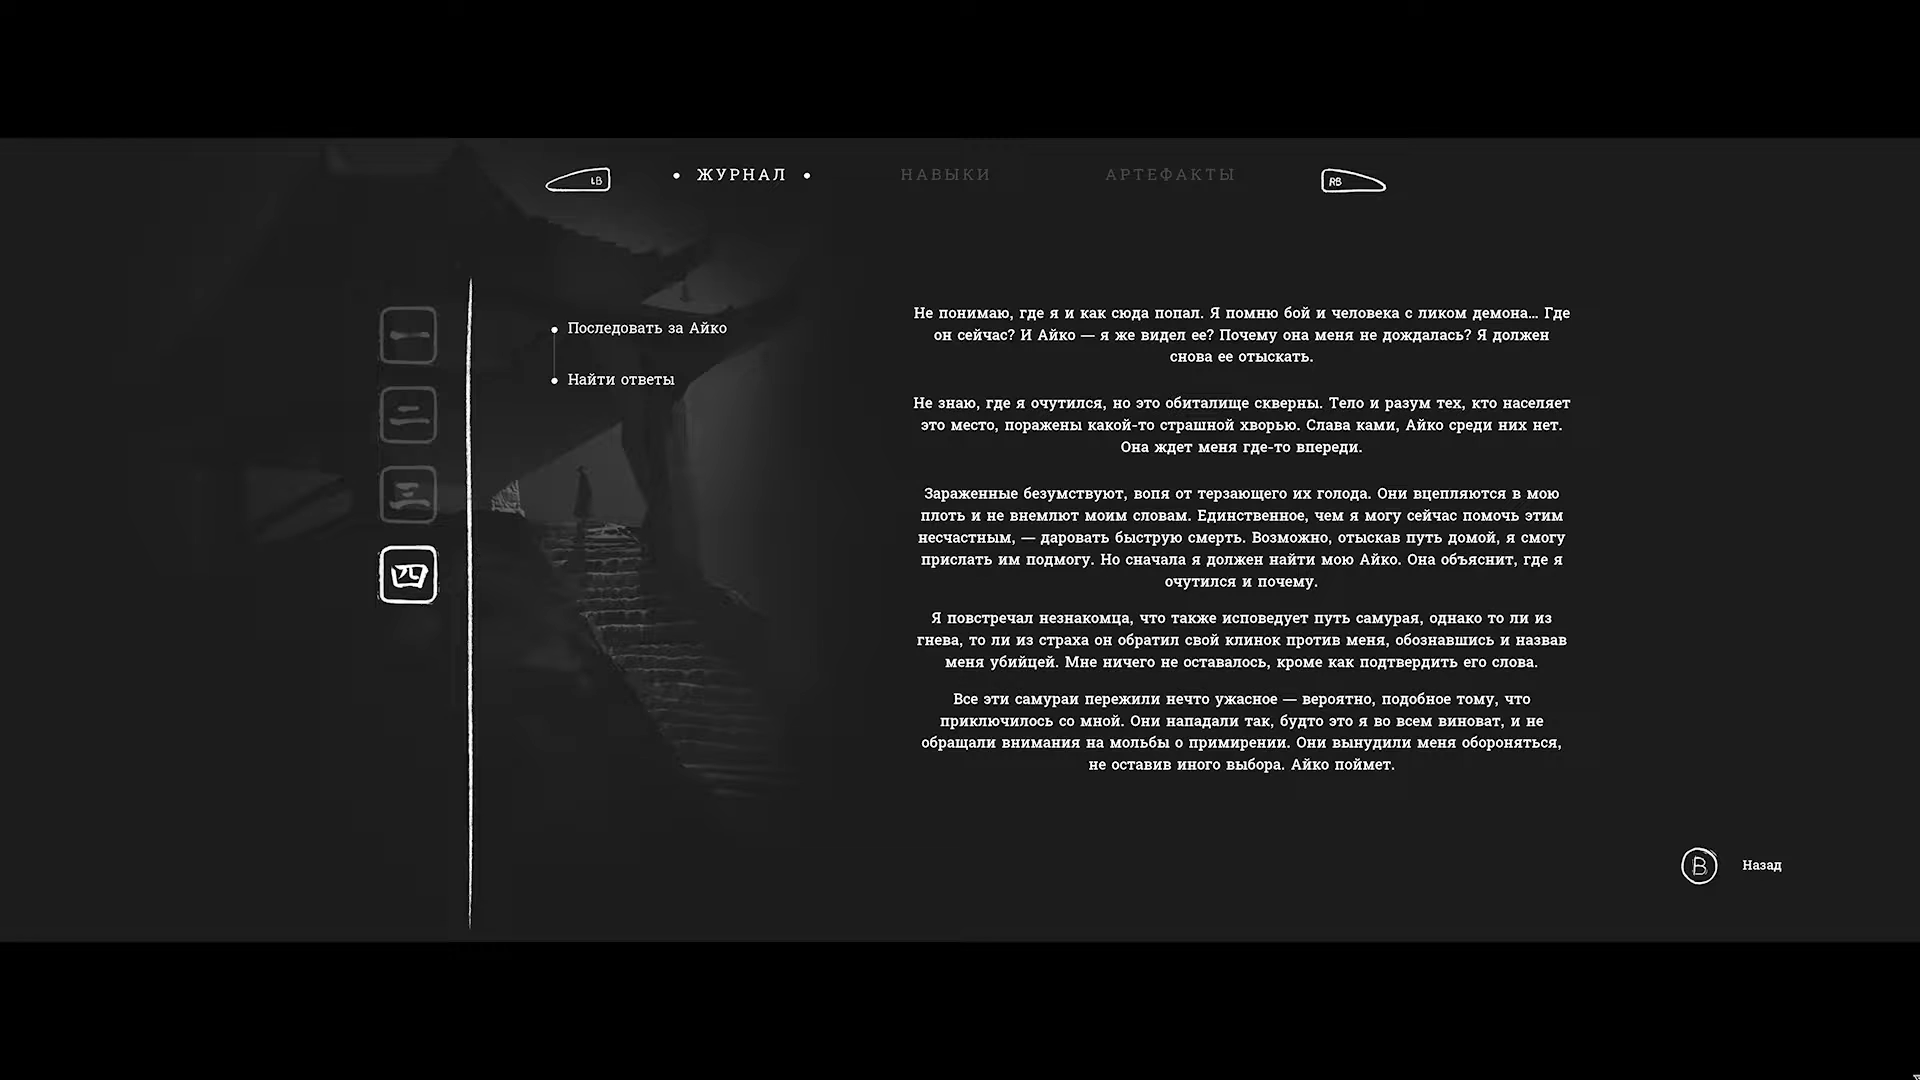 LB
• ЖУРНАЛ •
НАВЫКИ
АРТЕФАКТЫ
RB
一
二
三
四
Последовать за Айко
Найти ответы
Не понимаю, где я и как сюда попал. Я помню бой и человека с ликом демона... Где
он сейчас? И Айко — я же видел ее? Почему она меня не дождалась? Я должен
снова ее отыскать.
Не знаю, где я очутился, но это обиталище скверны. Тело и разум тех, кто населяет
это место, поражены какой-то страшной хворью. Слава ками, Айко среди них нет.
Она ждет меня где-то впереди.
Зараженные безумствуют, вопя от терзающего их голода. Они вцепляются в мою
плоть и не внемлют моим словам. Единственное, чем я могу сейчас помочь этим
несчастным, — даровать быструю смерть. Возможно, отыскав путь домой, я смогу
прислать им подмогу. Но сначала я должен найти мою Айко. Она объяснит, где я
очутился и почему.
Я повстречал незнакомца, что также исповедует путь самурая, однако то ли из
гнева, то ли из страха он обратил свой клинок против меня, обознавшись и назвав
меня убийцей. Мне ничего не оставалось, кроме как подтвердить его слова.
Все эти самураи пережили нечто ужасное — вероятно, подобное тому, что
приключилось со мной. Они нападали так, будто это я во всем виноват, и не
обращали внимания на мольбы о примирении. Они вынудили меня обороняться,
не оставив иного выбора. Айко поймет.
B Назад